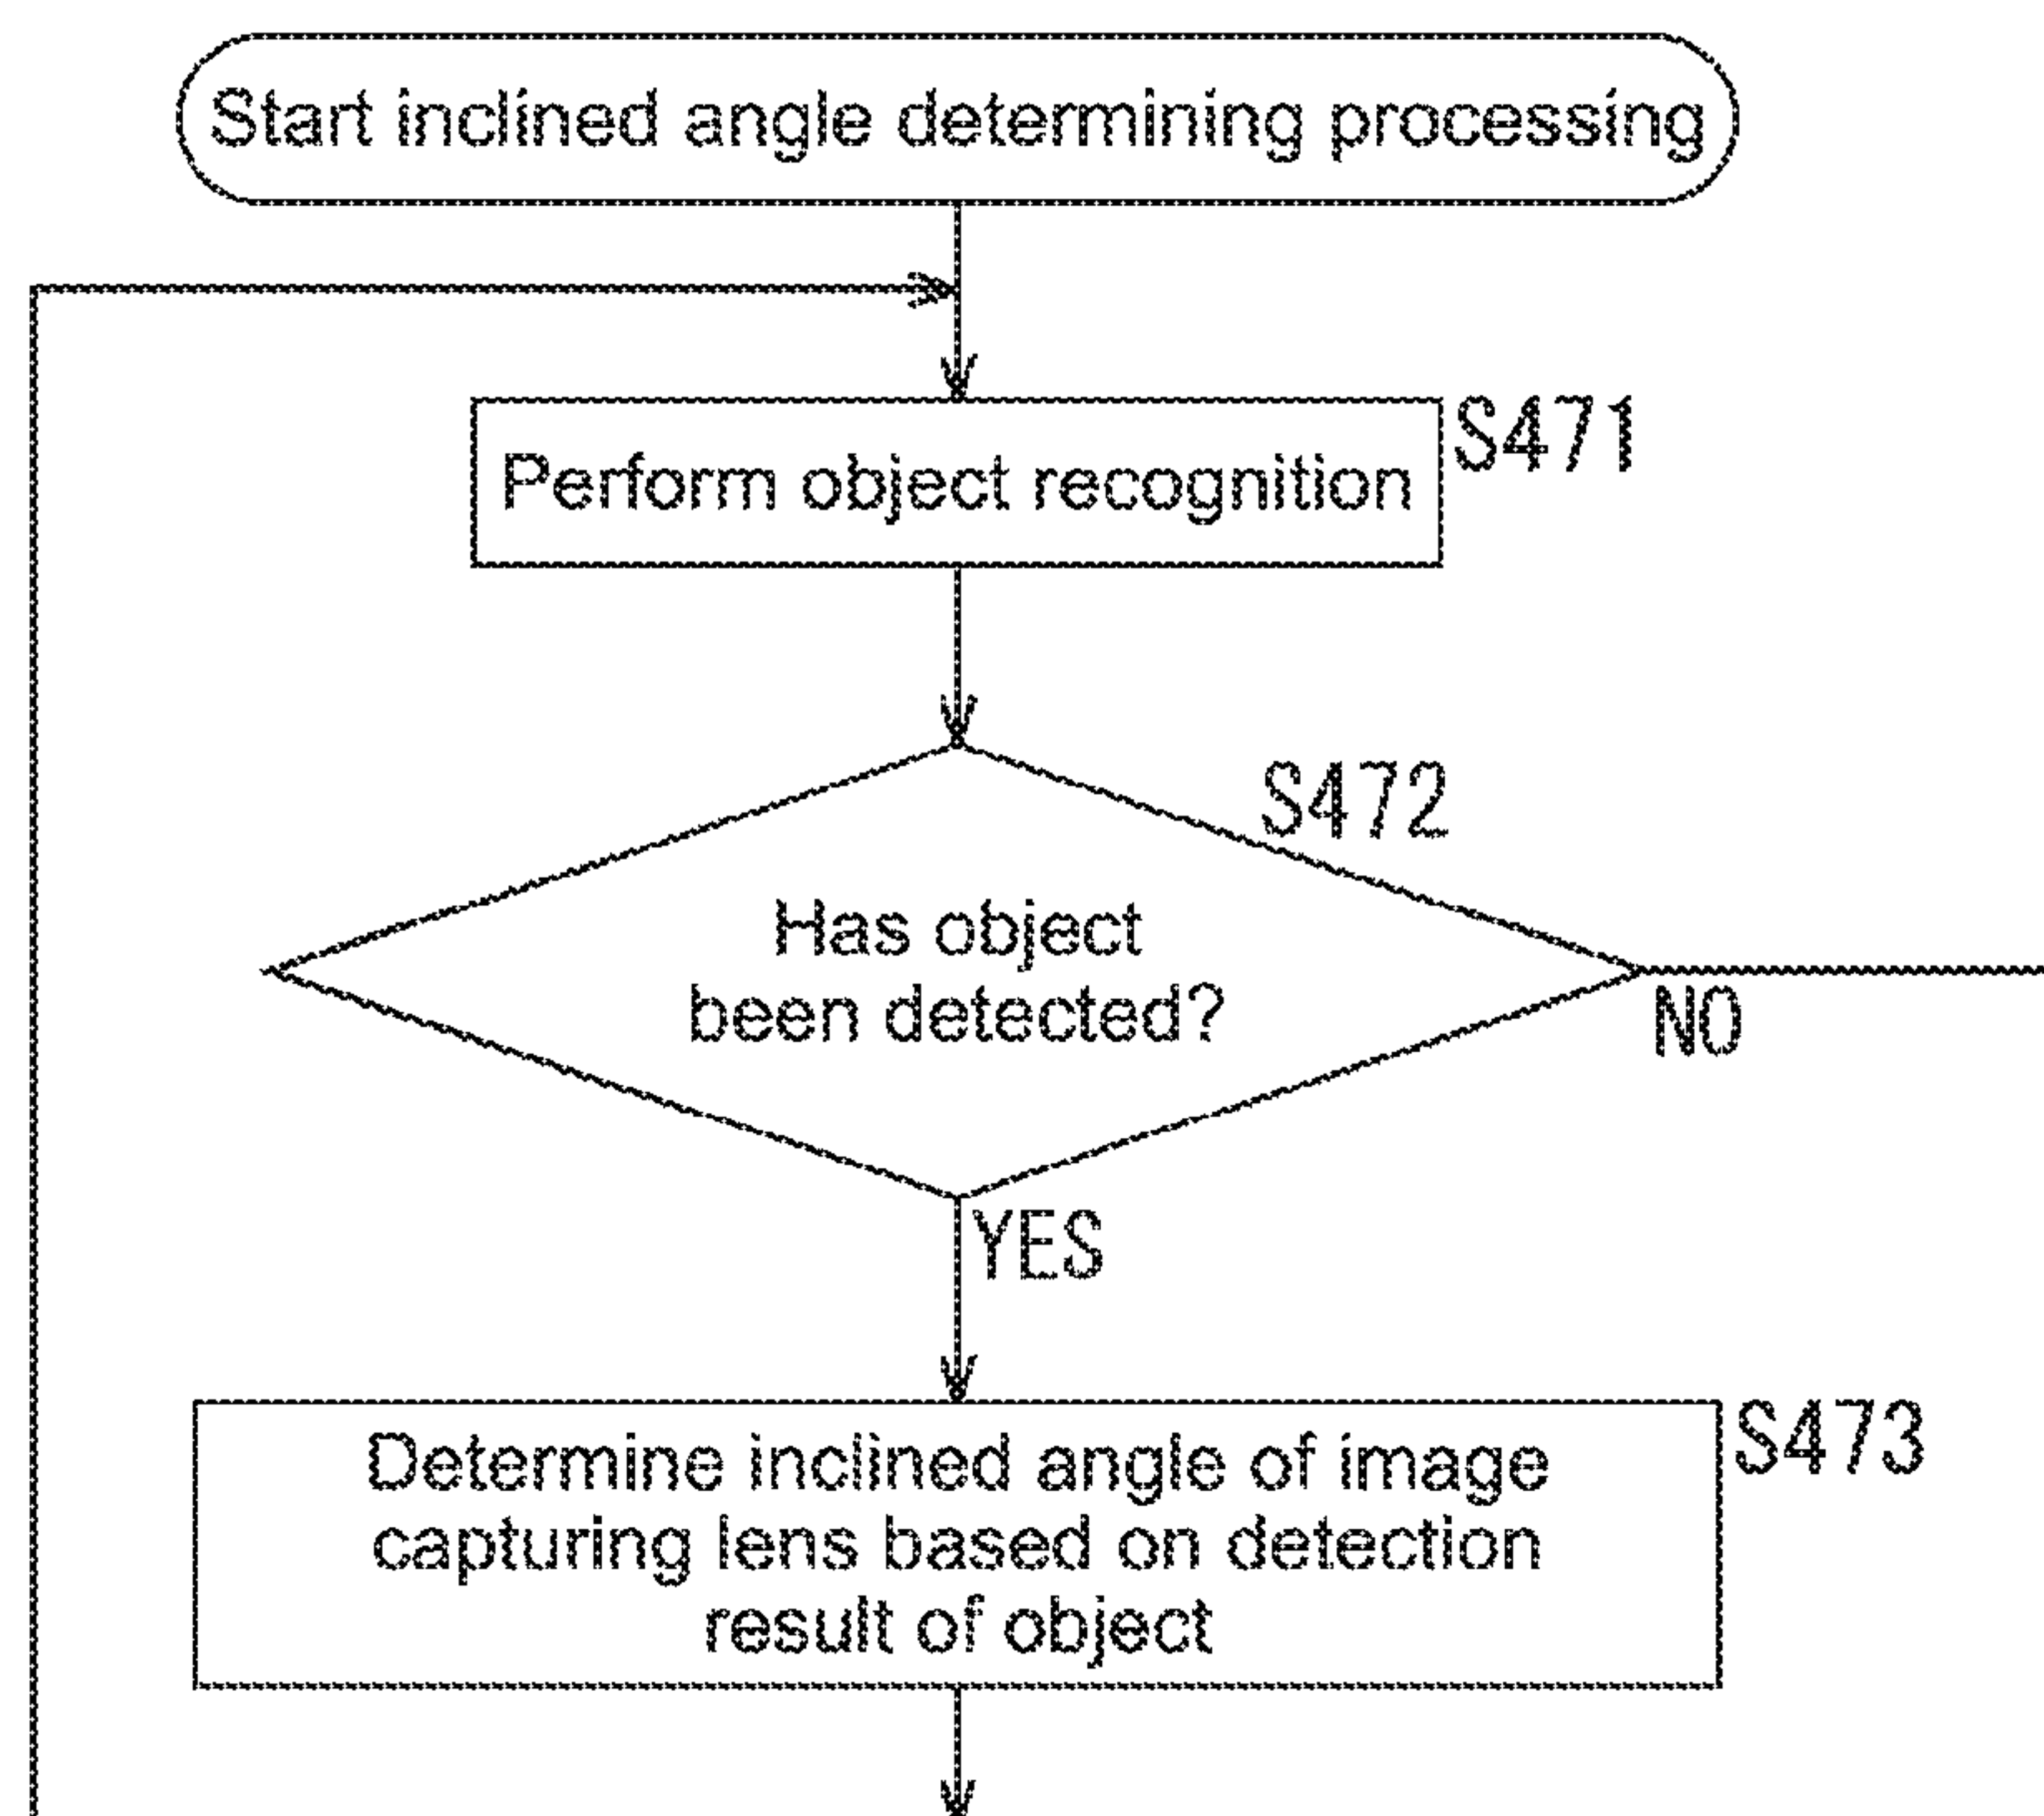 Start inclined angle determining processing
S471
Perform object recognition
S472
Has object
been detected?
NO
YES
S473
Determine inclined angle of image
capturing lens based on detection
result of object